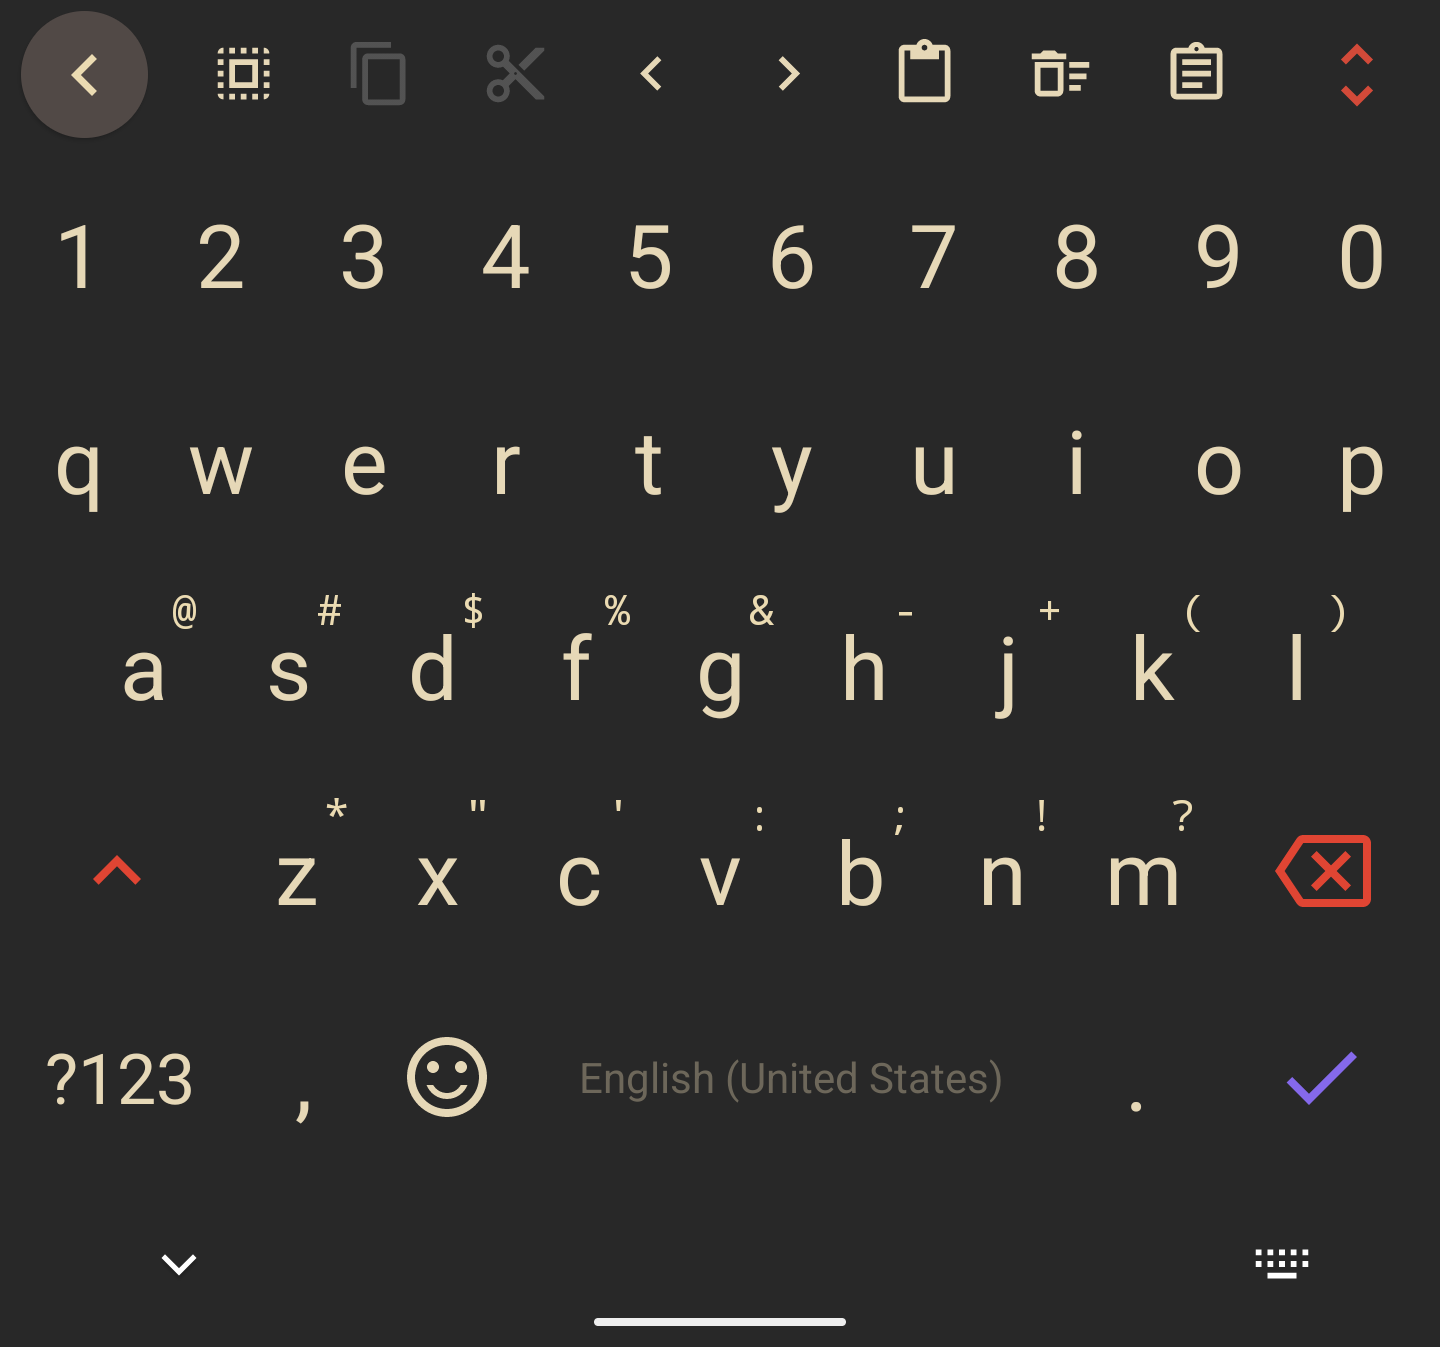 1 2 3 4 5 6 7 8 9 0
q w e r t y u i o p
@ # $ % & - + ( )
a s d f g h j k l
* " ' : ; ! ?
z x c v b n m
?123 , English (United States) .